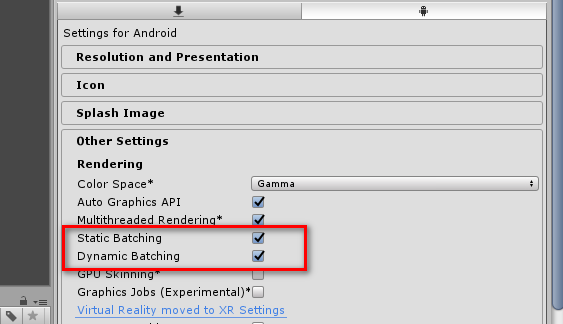 Settings for Android
Resolution and Presentation
Icon
Splash Image
Other Settings
Rendering
Color Space* Gamma
Auto Graphics API
Multithreaded Rendering*
Static Batching
Dynamic Batching
GPU Skinning*
Graphics Jobs (Experimental)*
Virtual Reality moved to XR Settings